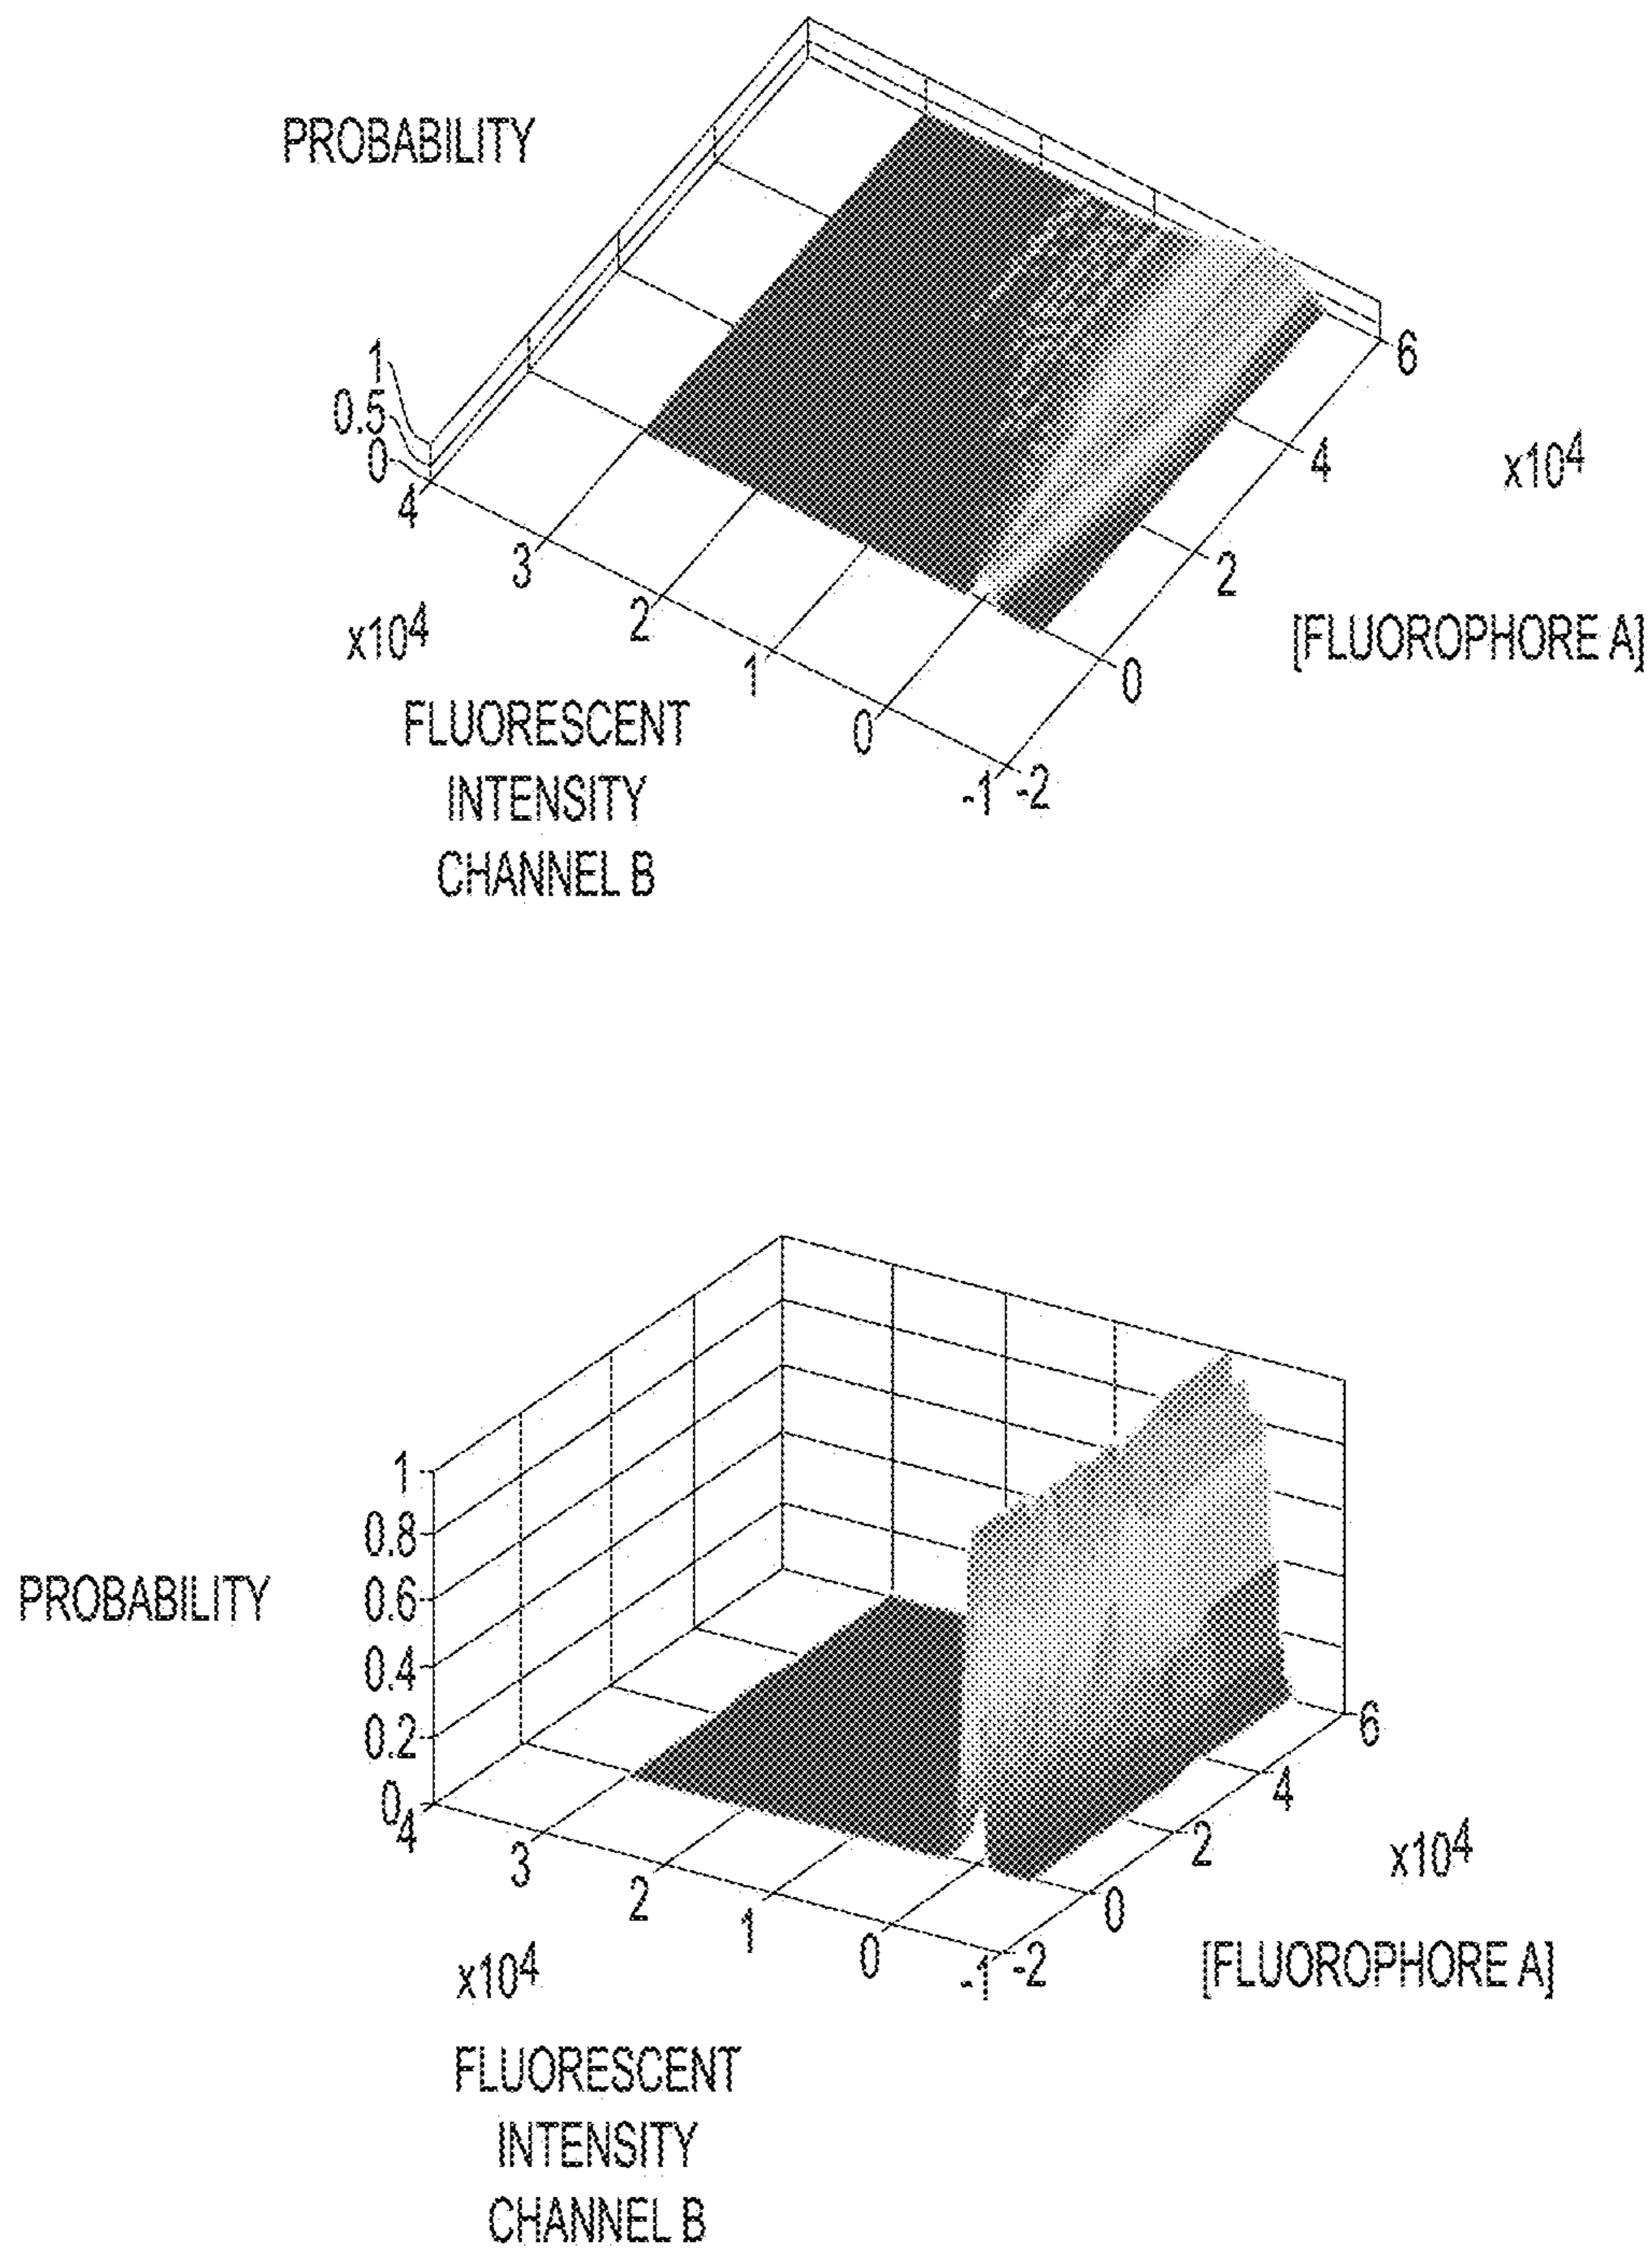 PROBABILITY
1
0.5
0
4
3
2
1
0
-1
-2
0
2
4
6
x10^4
x10^4
[FLUOROPHORE A]
FLUORESCENT
INTENSITY
CHANNEL B
PROBABILITY
1
0.8
0.6
0.4
0.2
0
4
3
2
1
0
-1
-2
0
2
4
6
x10^4
x10^4
[FLUOROPHORE A]
FLUORESCENT
INTENSITY
CHANNEL B